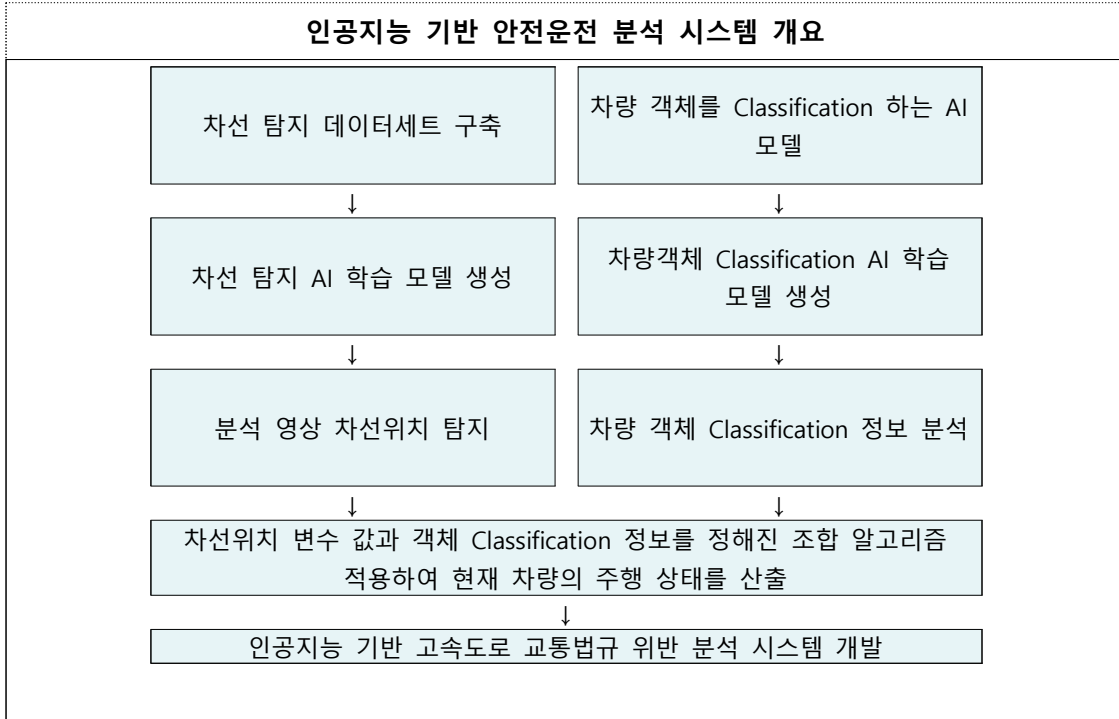 인공지능 기반 안전운전 분석 시스템 개요
차선 탐지 데이터세트 구축
차량 객체를 Classification 하는 AI
모델
↓
↓
차선 탐지 AI 학습 모델 생성
차량객체 Classification AI 학습
모델 생성
↓
↓
분석 영상 차선위치 탐지
차량 객체 Classification 정보 분석
↓
↓
차선위치 변수 값과 객체 Classification 정보를 정해진 조합 알고리즘
적용하여 현재 차량의 주행 상태를 산출
↓
인공지능 기반 고속도로 교통법규 위반 분석 시스템 개발